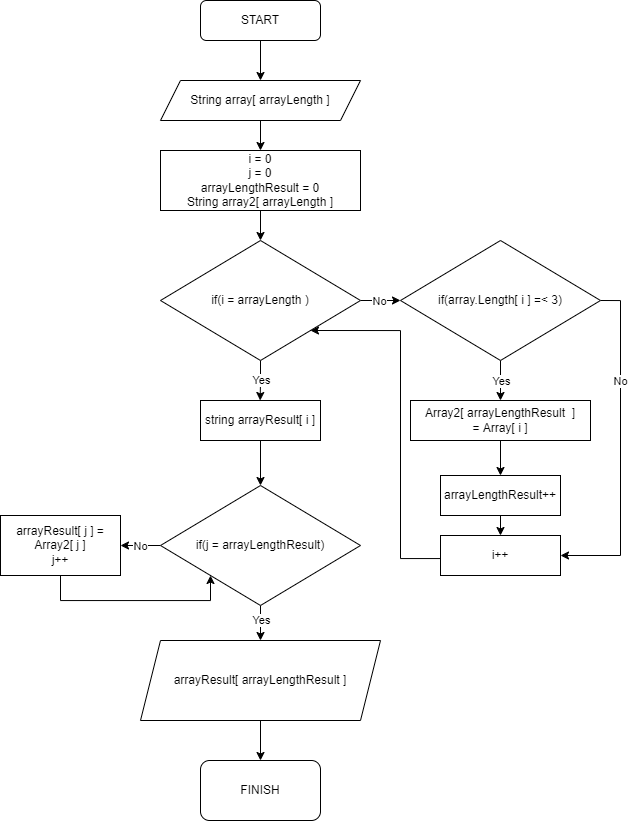 START
String array[ arrayLength ]
i = 0
j = 0
arrayLengthResult = 0
String array2[ arrayLength ]
if(i = arrayLength )
No
if(array.Length[ i ] =< 3)
No
Yes
Yes
string arrayResult[ i ]
Array2[ arrayLengthResult  ]
= Array[ i ]
arrayLengthResult++
i++
arrayResult[ j ] =
Array2[ j ]
j++
No
if(j = arrayLengthResult)
Yes
arrayResult[ arrayLengthResult ]
FINISH